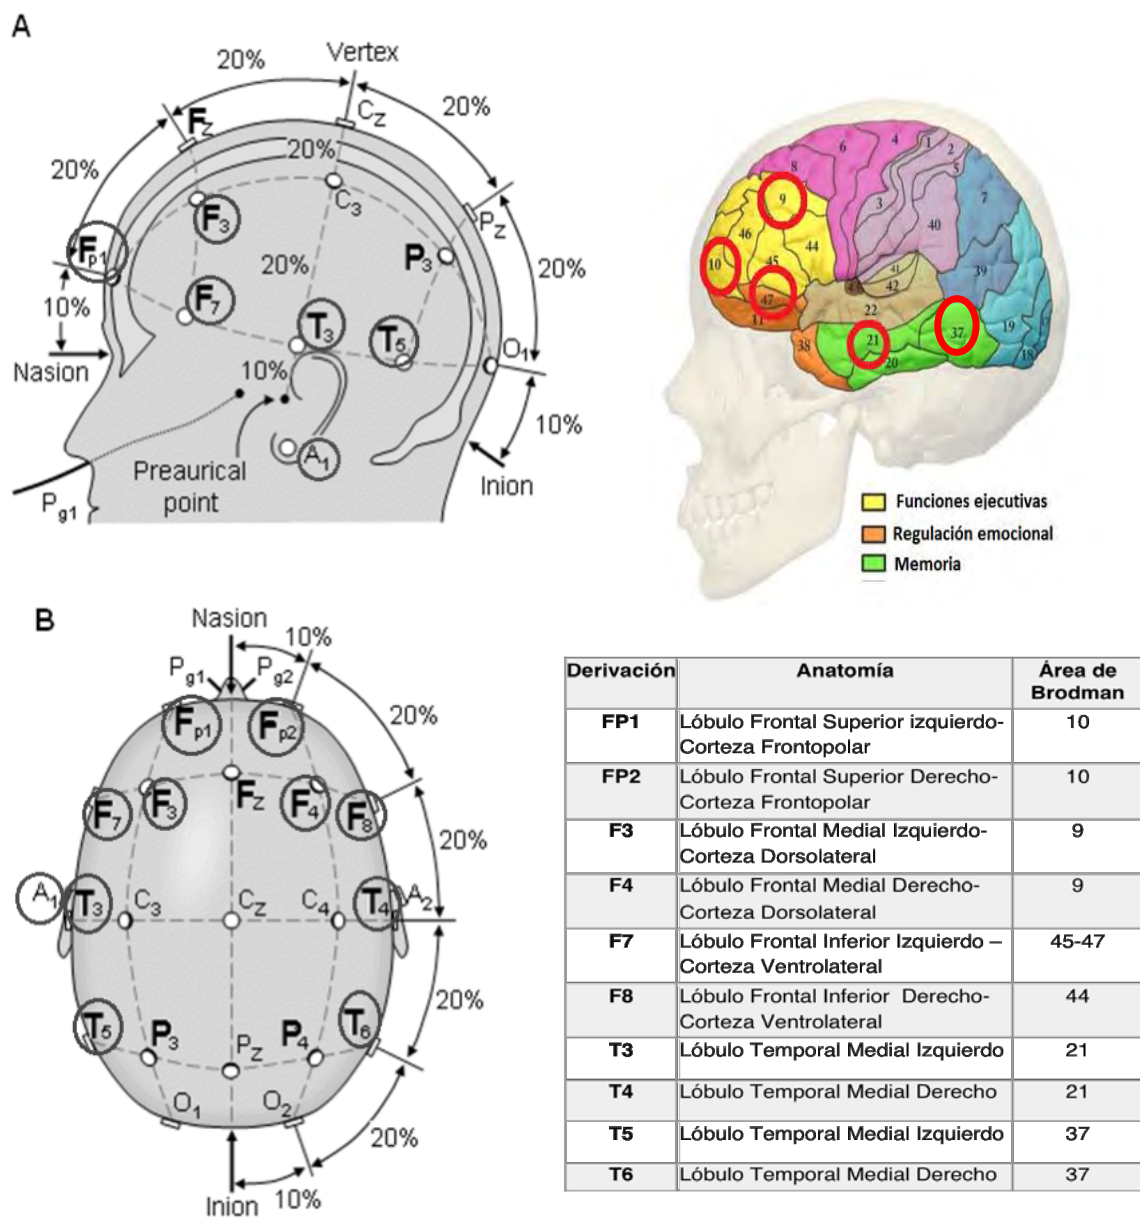 A
Vertex
20%
20%
Fz
Cz
20%
20%
F3
C3
Pz
Fp1
P3
20%
20%
10%
F7
T3
T5
O1
Nasion
10%
10%
A1
Preaurical
point
Inion
Pg1
6
4
1
2
8
5
9
3
7
46
44
40
10
45
41
42
43
39
47
11
22
21
37
19
38
20
18
Funciones ejecutivas
Regulación emocional
Memoria
B
Nasion
10%
Pg1
Pg2
Fp1
Fp2
20%
F7
F3
Fz
F4
F8
20%
A1
T3
C3
Cz
C4
T4
A2
20%
T5
P3
Pz
P4
T6
O1
O2
20%
Inion
10%
Derivación Anatomía Área de
Brodman
FP1 Lóbulo Frontal Superior izquierdo- 10
Corteza Frontopolar
FP2 Lóbulo Frontal Superior Derecho- 10
Corteza Frontopolar
F3 Lóbulo Frontal Medial Izquierdo- 9
Corteza Dorsolateral
F4 Lóbulo Frontal Medial Derecho- 9
Corteza Dorsolateral
F7 Lóbulo Frontal Inferior Izquierdo – 45-47
Corteza Ventrolateral
F8 Lóbulo Frontal Inferior Derecho- 44
Corteza Ventrolateral
T3 Lóbulo Temporal Medial Izquierdo 21
T4 Lóbulo Temporal Medial Derecho 21
T5 Lóbulo Temporal Medial Izquierdo 37
T6 Lóbulo Temporal Medial Derecho 37